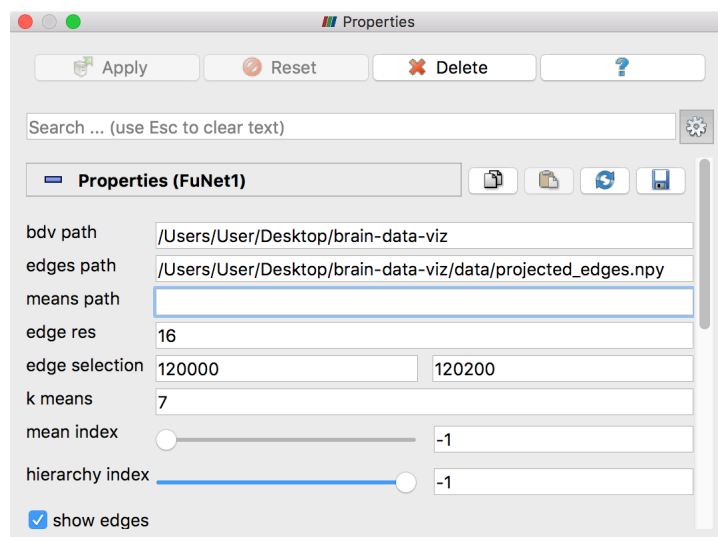 Properties
Apply Reset Delete ?
Search ... (use Esc to clear text)
Properties (FuNet1)
bdv path /Users/User/Desktop/brain-data-viz
edges path /Users/User/Desktop/brain-data-viz/data/projected_edges.npy
means path
edge res 16
edge selection 120000 120200
k means 7
mean index -1
hierarchy index -1
show edges